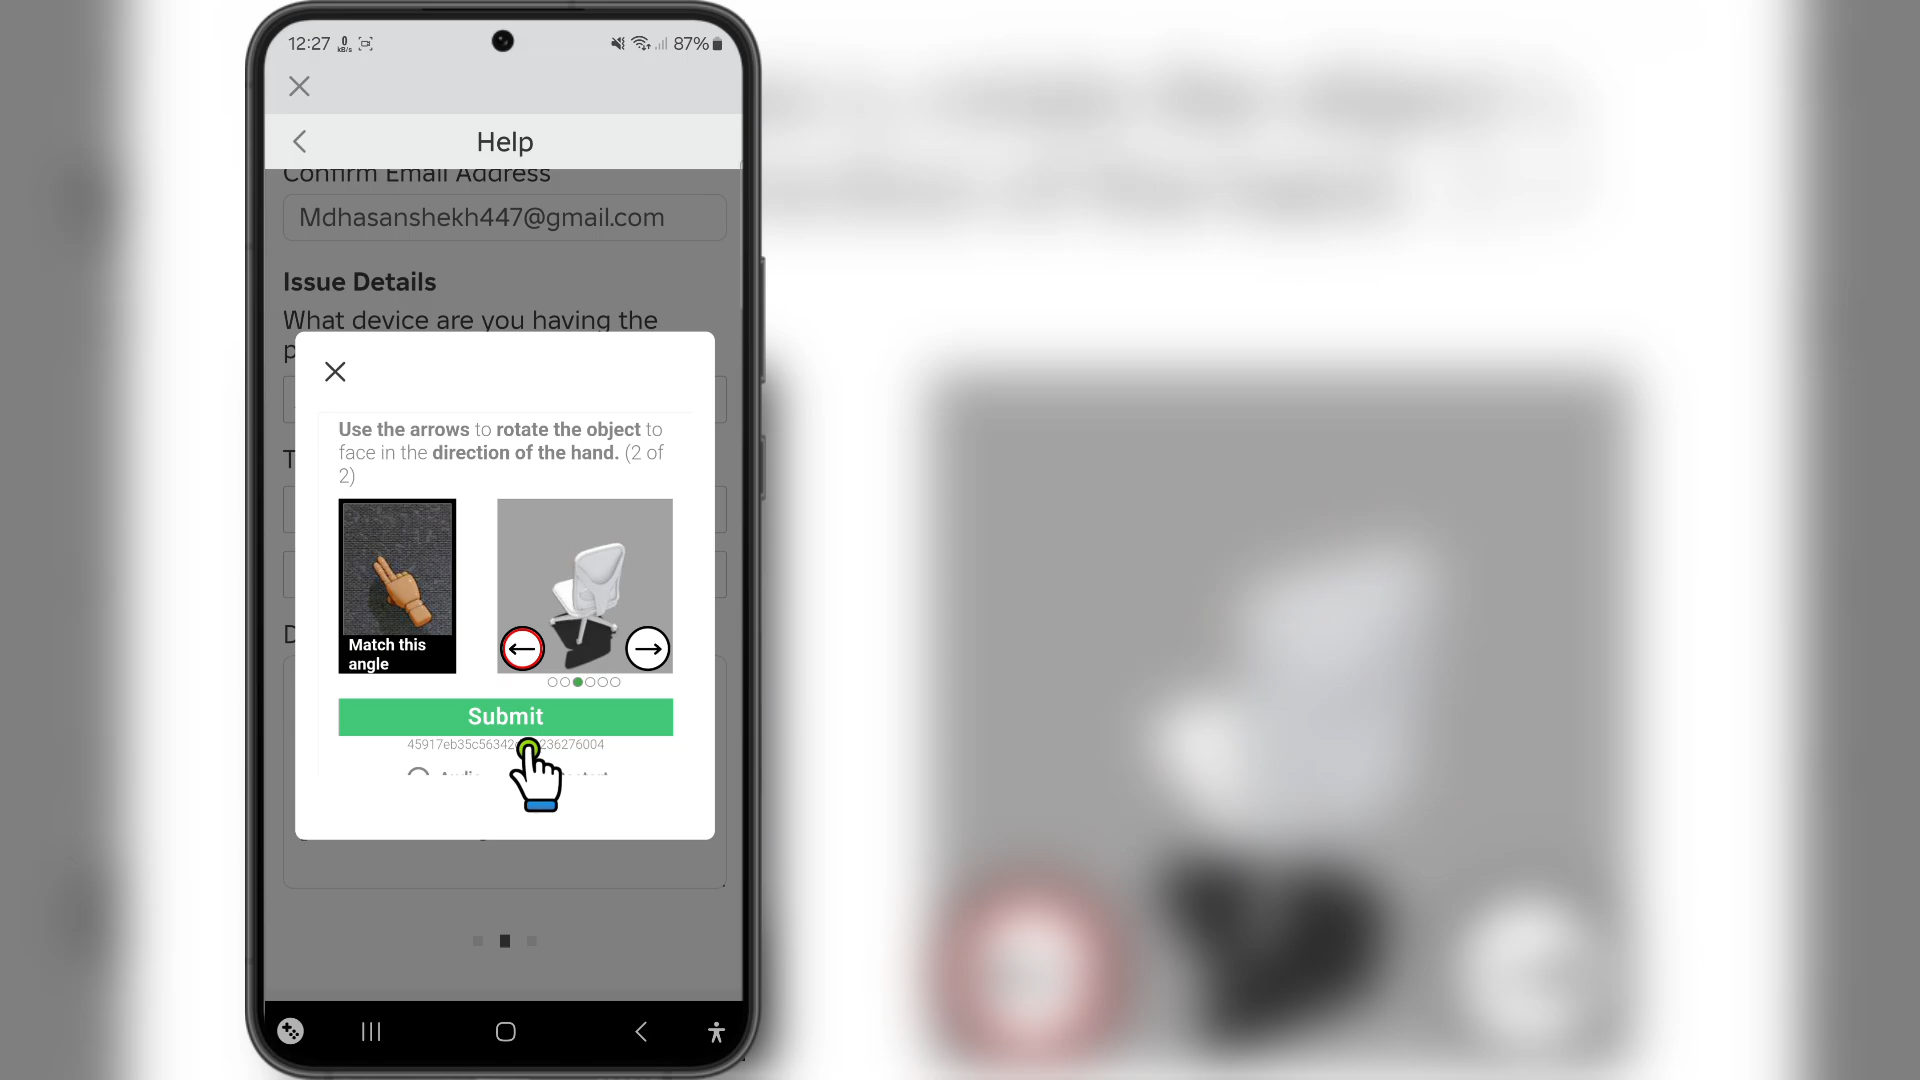 12:27
0
KB/s
87%
Help
Confirm Email Address
Mdhasanshekh447@gmail.com
Issue Details
What device are you having the
p
Use the arrows to rotate the object to
face in the direction of the hand. (2 of
2)
T
Match this
angle
D
Submit